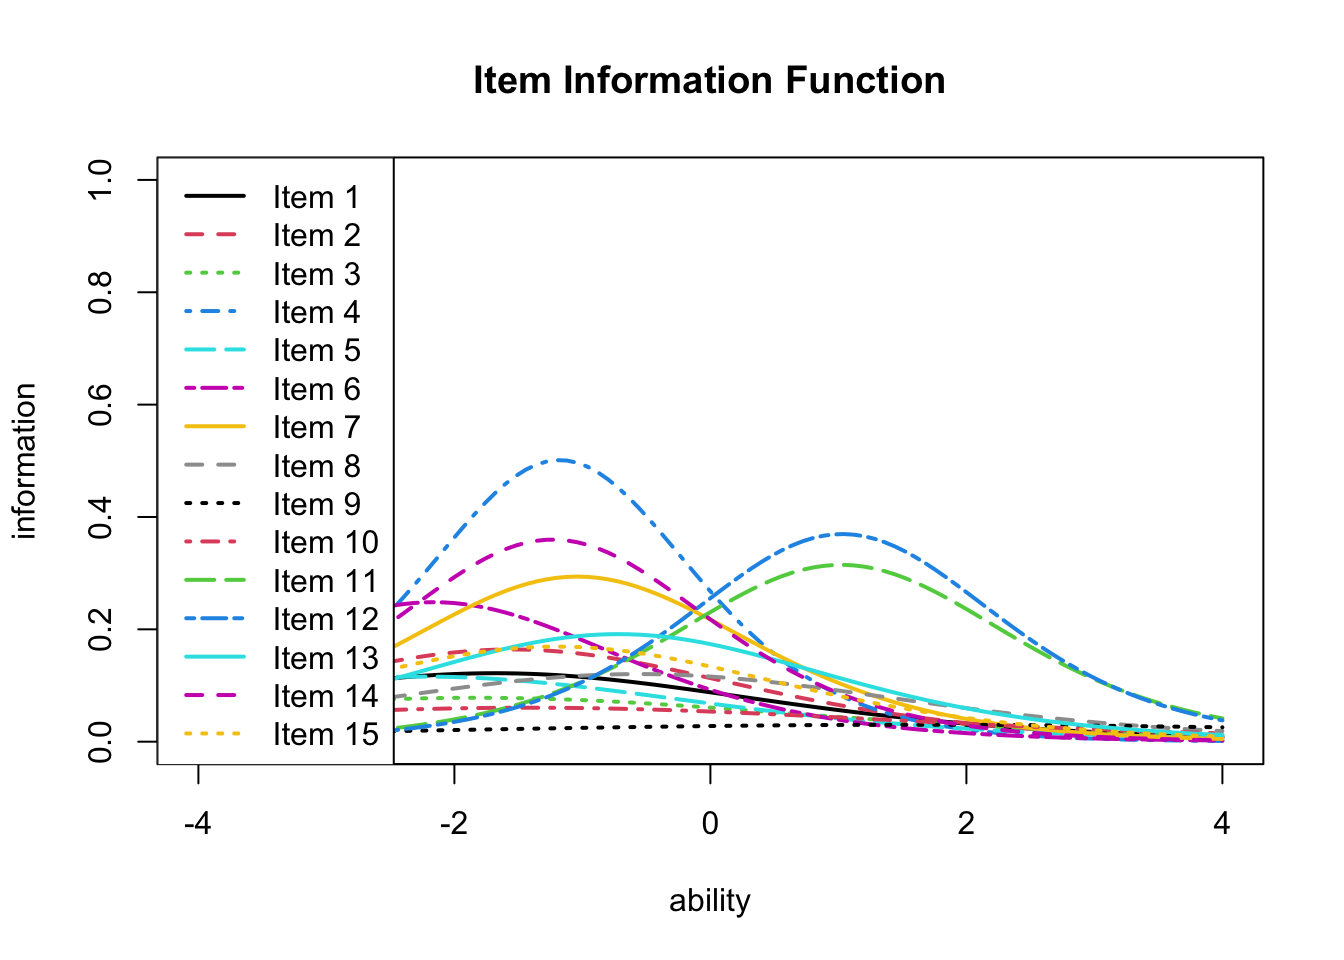 Item Information Function
information
1.0
0.8
0.6
0.4
0.2
0.0
Item 1
Item 2
Item 3
Item 4
Item 5
Item 6
Item 7
Item 8
Item 9
Item 10
Item 11
Item 12
Item 13
Item 14
Item 15
-4
-2
0
2
4
ability